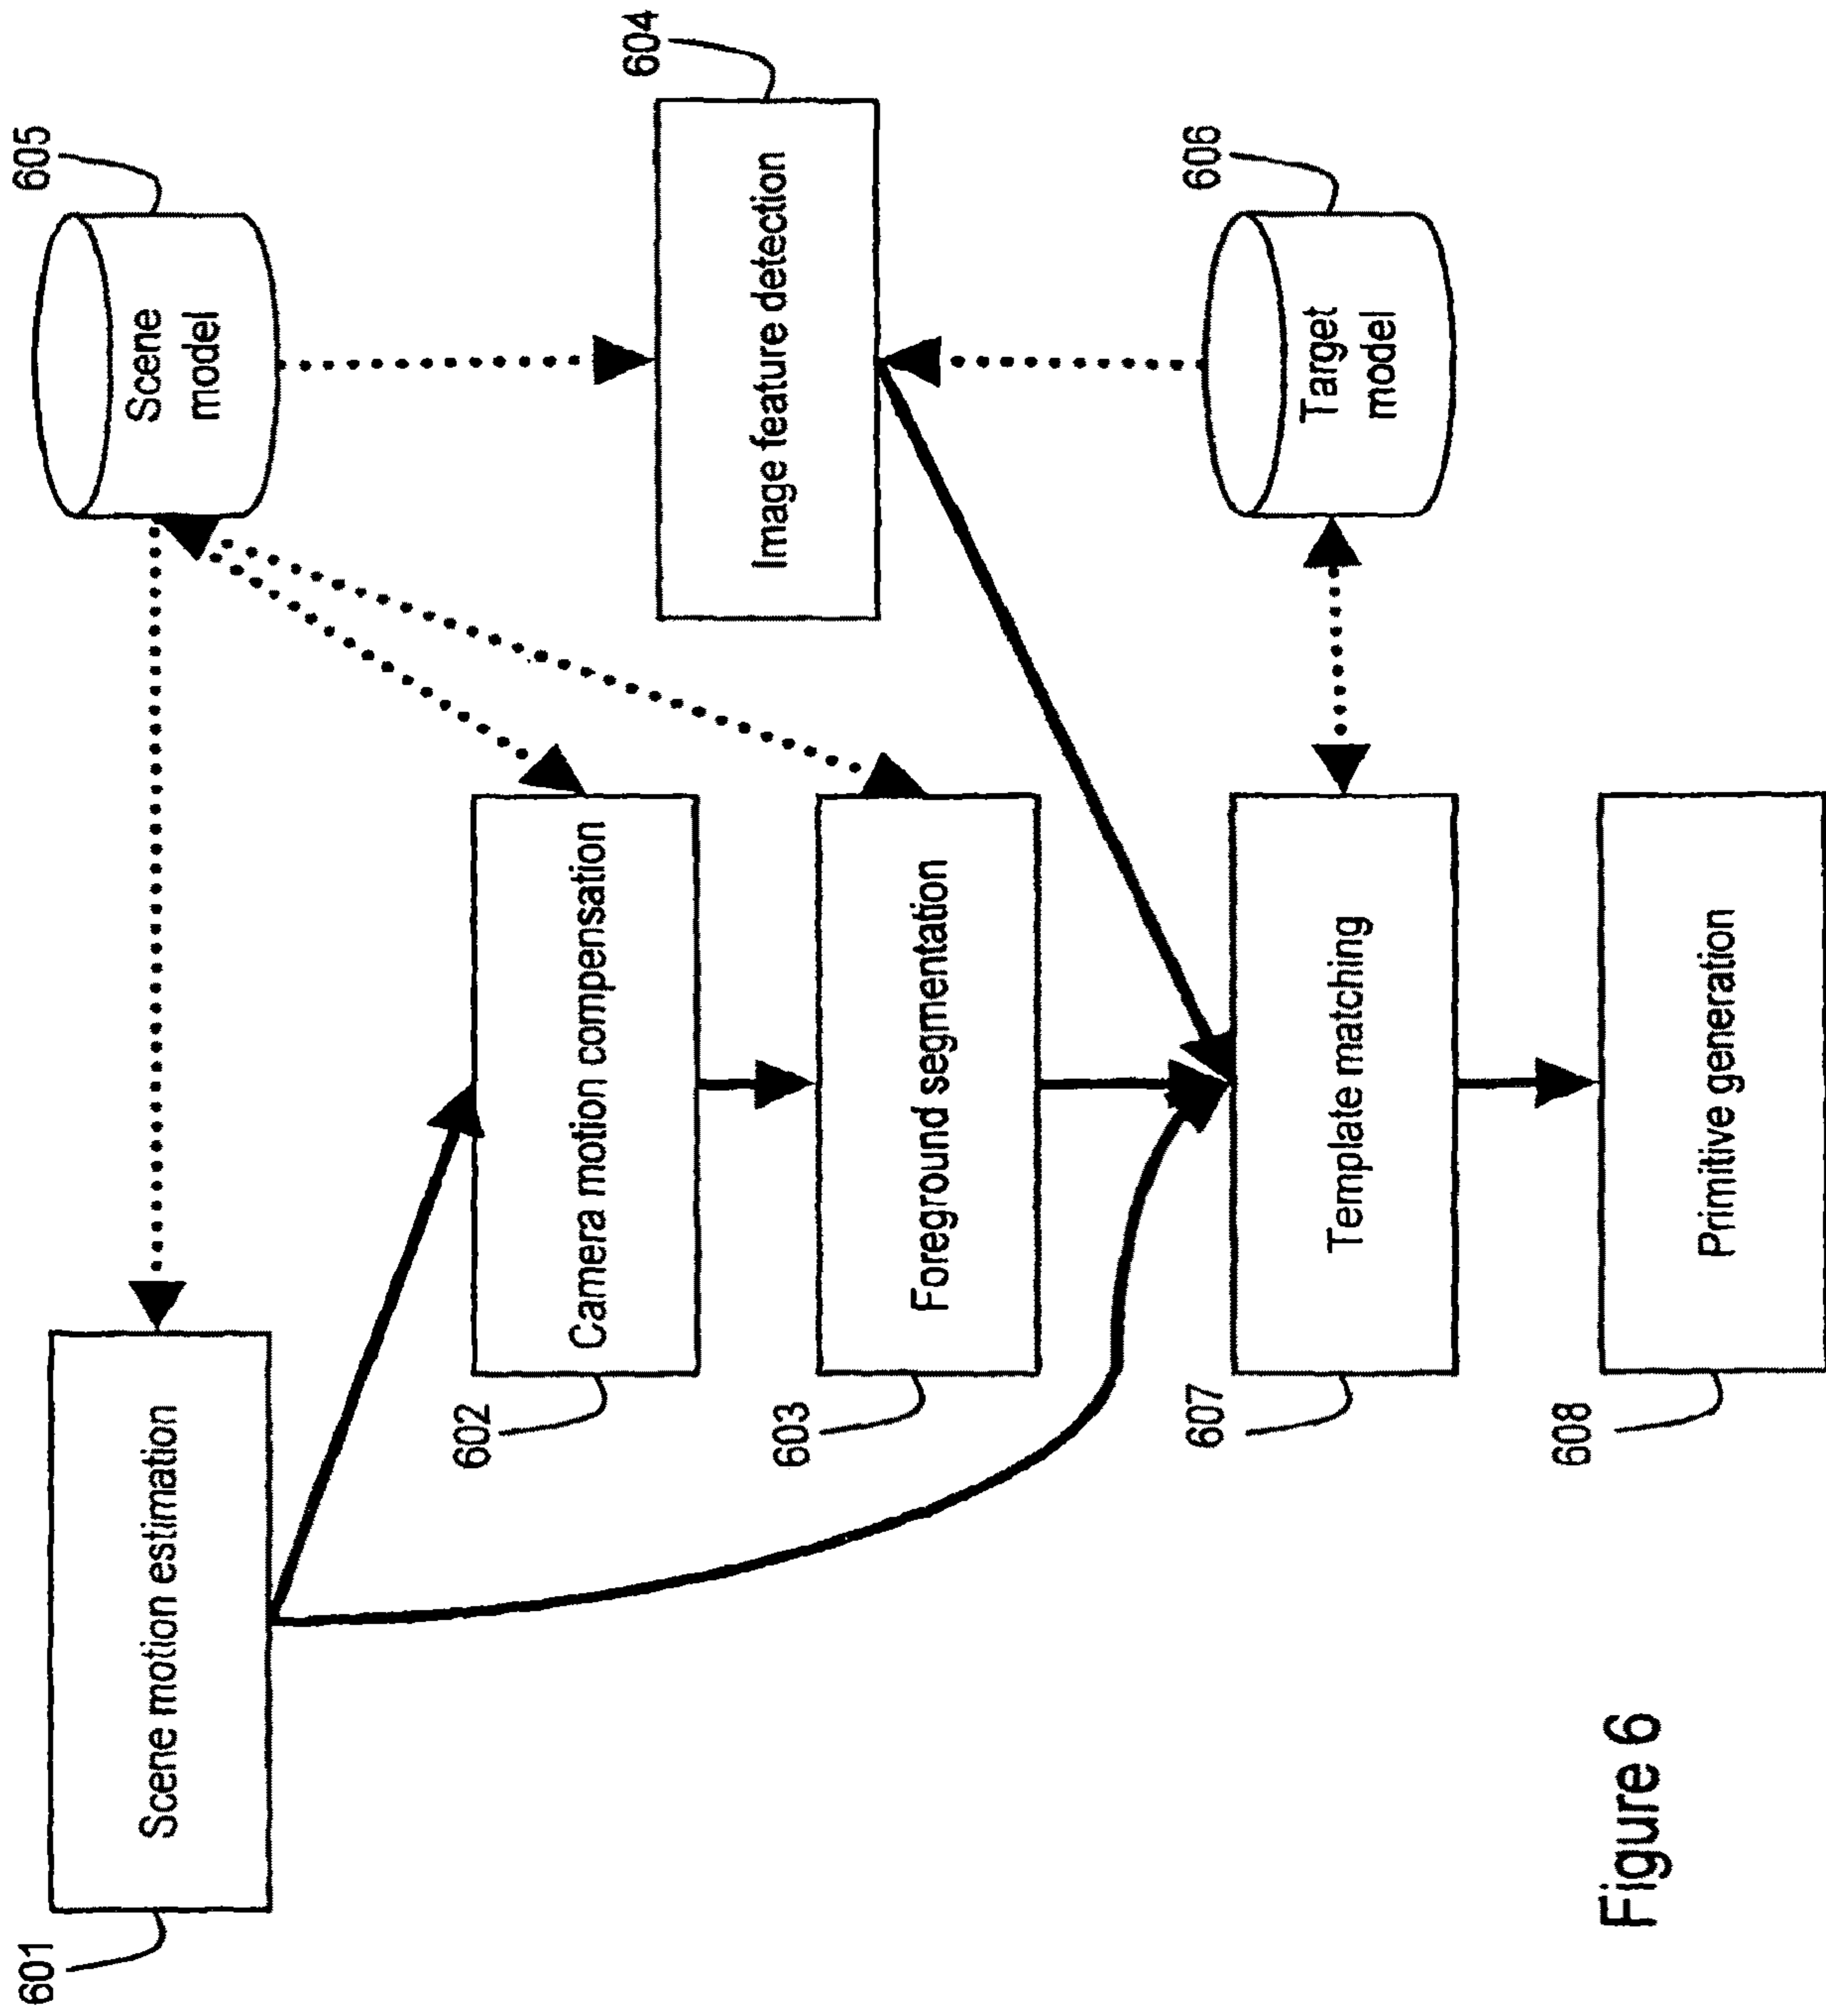 601
Scene motion estimation
605
Scene
model
602
Camera motion compensation
603
Foreground segmentation
604
Image feature detection
607
Template matching
606
Target
model
608
Primitive generation
Figure 6